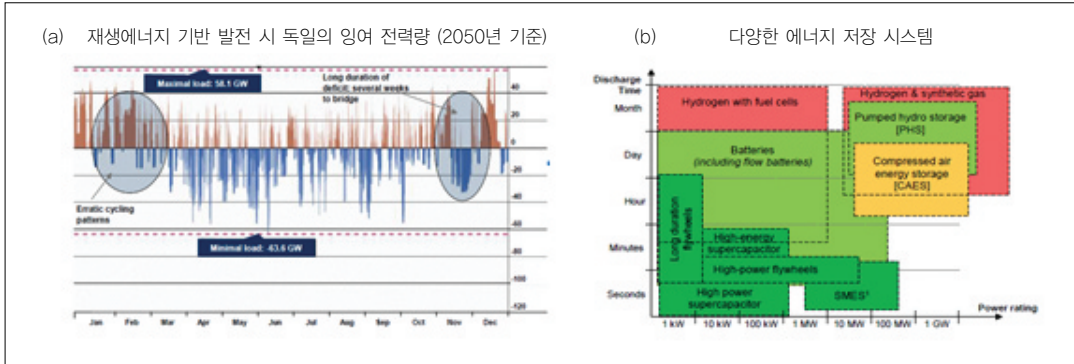 (a) 재생에너지 기반 발전 시 독일의 잉여 전력량 (2050년 기준)
Maximal load: 58.1 GW
Long duration of
deficit; several weeks
to bridge
40
20
0
-20
-40
-60
-80
-100
-120
Erratic cycling
patterns
Minimal load: -63.6 GW
Jan Feb Mar Apr May Jun Jul Aug Sep Oct Nov Dec
(b) 다양한 에너지 저장 시스템
Discharge
Time
Month
Day
Hour
Minutes
Seconds
Hydrogen with fuel cells
Hydrogen & synthetic gas
Pumped hydro storage
[PHS]
Batteries
(including flow batteries)
Compressed air
energy storage
[CAES]
Long duration
flywheels
High-energy
supercapacitor
High-power flywheels
High power
supercapacitor
SMES
Power rating
1 kW 10 kW 100 kW 1 MW 10 MW 100 MW 1 GW